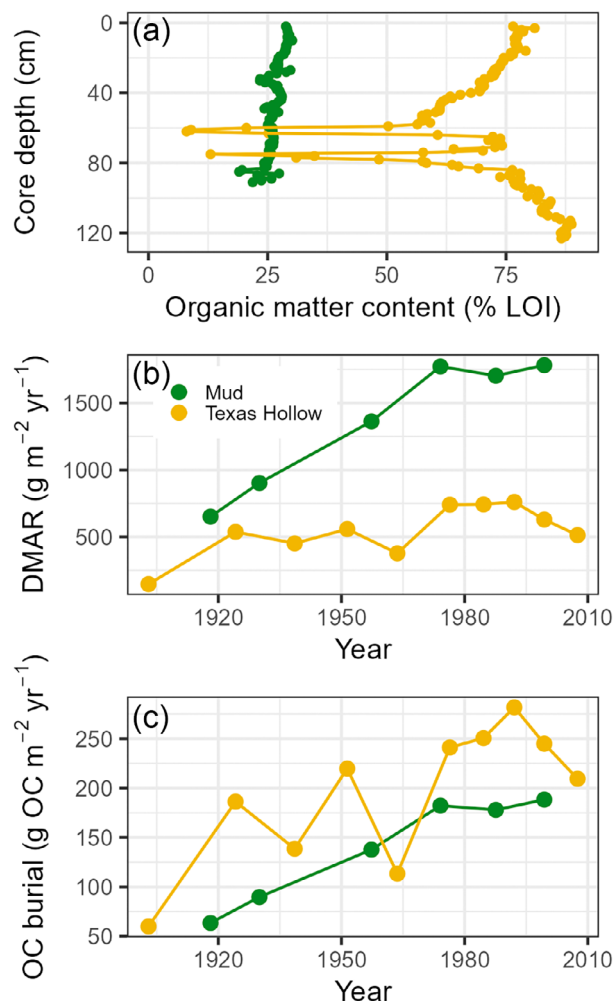 (a)
Core depth (cm)
0
40
80
120
0
25
50
75
Organic matter content (% LOI)
(b)
Mud
Texas Hollow
DMAR (g m⁻² yr⁻¹)
1500
1000
500
1920
1950
1980
2010
Year
(c)
OC burial (g OC m⁻² yr⁻¹)
250
200
150
100
50
1920
1950
1980
2010
Year